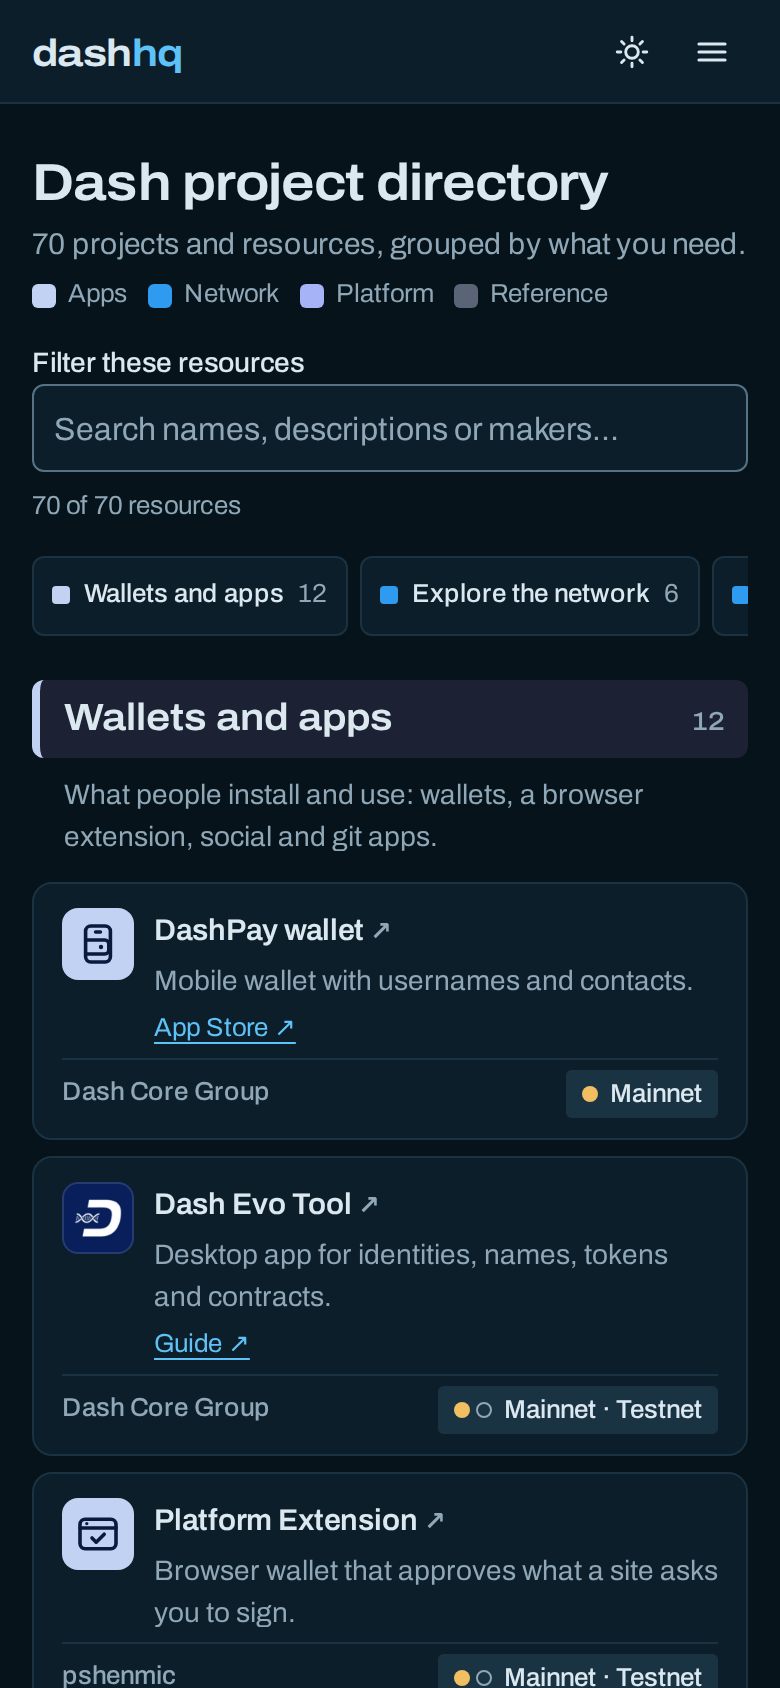 dashhq
Dash project directory
70 projects and resources, grouped by what you need.
Apps Network Platform Reference
Filter these resources
Search names, descriptions or makers...
70 of 70 resources
Wallets and apps 12 Explore the network 6
Wallets and apps 12
What people install and use: wallets, a browser
extension, social and git apps.
DashPay wallet ↗
Mobile wallet with usernames and contacts.
App Store ↗
Dash Core Group Mainnet
Dash Evo Tool ↗
Desktop app for identities, names, tokens
and contracts.
Guide ↗
Dash Core Group Mainnet · Testnet
Platform Extension ↗
Browser wallet that approves what a site asks
you to sign.
pshenmic Mainnet · Testnet